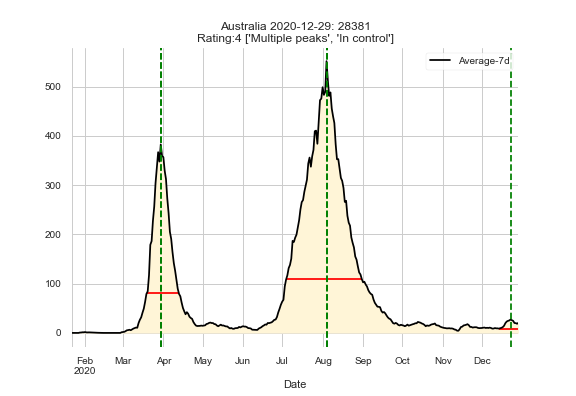 Australia 2020-12-29: 28381
Rating:4 ['Multiple peaks', 'In control']
Average-7d
500
400
300
200
100
0
Feb Mar Apr May Jun Jul Aug Sep Oct Nov Dec
2020
Date